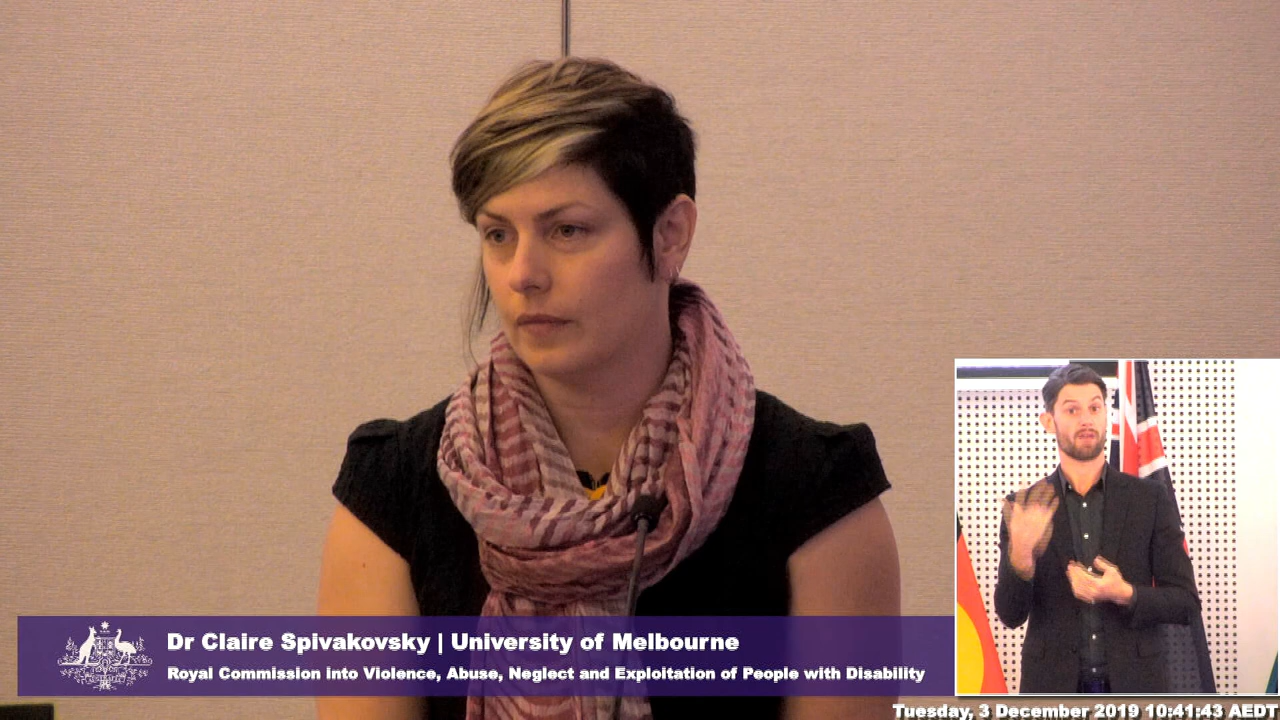 Dr Claire Spivakovsky | University of Melbourne
Royal Commission into Violence, Abuse, Neglect and Exploitation of People with Disability
Tuesday, 3 December 2019 10:41:43 AEDT